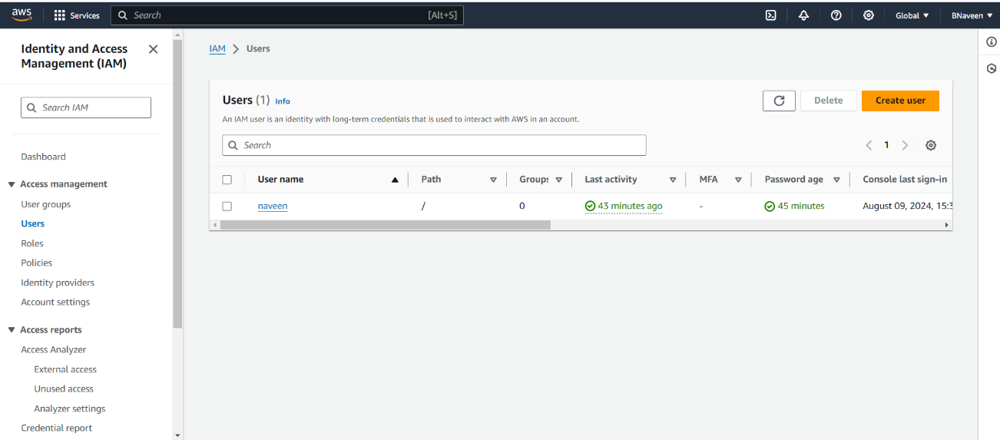 aws
Services
Search [Alt+S]
Global
BNaveen
Identity and Access
Management (IAM)
Search IAM
Dashboard
Access management
User groups
Users
Roles
Policies
Identity providers
Account settings
Access reports
Access Analyzer
External access
Unused access
Analyzer settings
Credential report
IAM > Users
Users (1) Info
Delete
Create user
An IAM user is an identity with long-term credentials that is used to interact with AWS in an account.
Search
1
User name Path Groups Last activity MFA Password age Console last sign-in
naveen / 0 43 minutes ago - 45 minutes August 09, 2024, 15:3